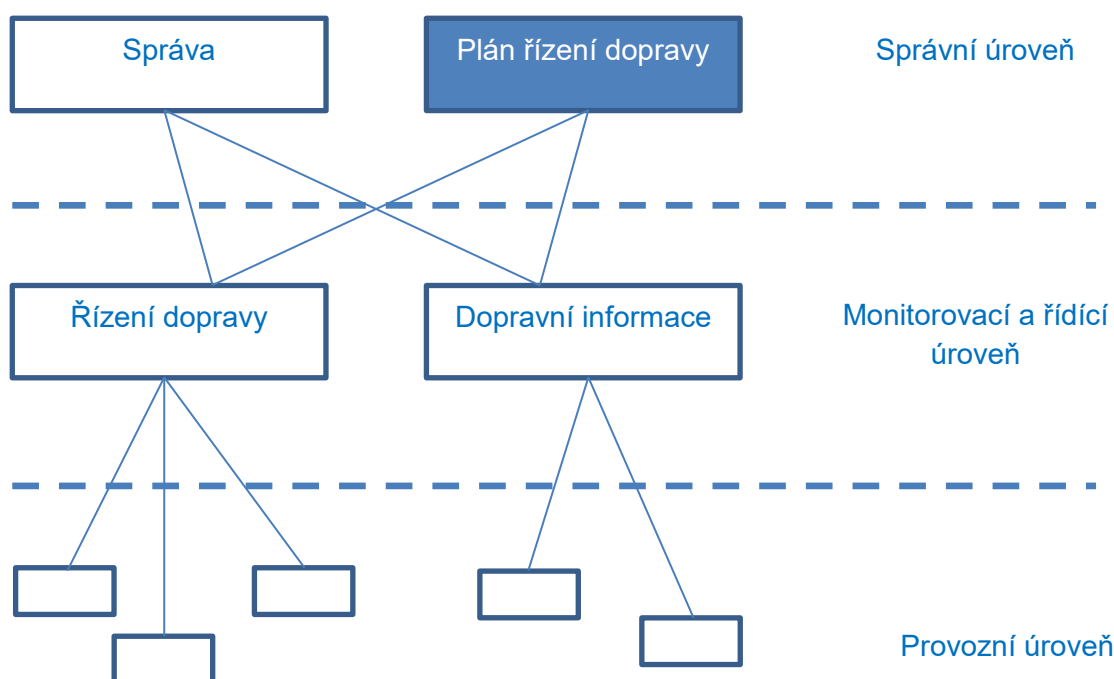 Správa
Plán řízení dopravy
Správní úroveň
Řízení dopravy
Dopravní informace
Monitorovací a řídící
úroveň
Provozní úroveň